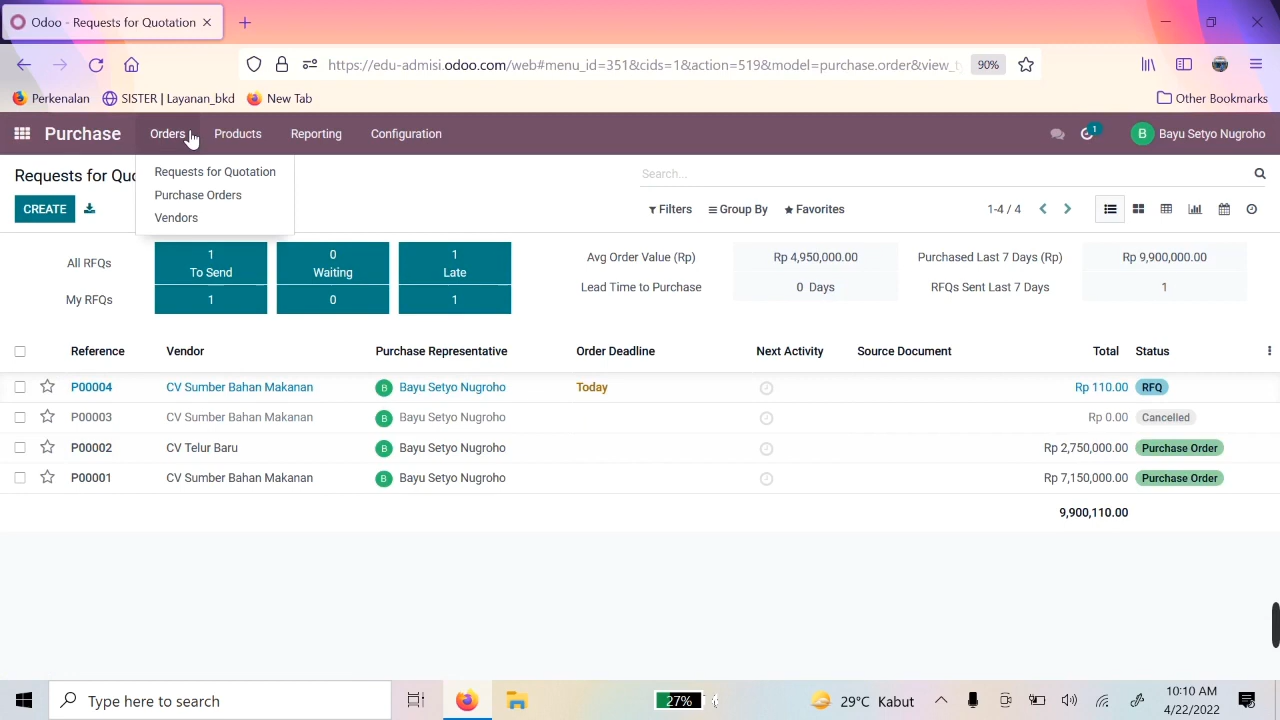 Odoo - Requests for Quotation
https://edu-admisi.odoo.com/web#menu_id=351&cids=1&action=519&model=purchase.order&view_
90%
Perkenalan SISTER | Layanan_bkd New Tab Other Bookmarks
Purchase Orders Products Reporting Configuration 1 B Bayu Setyo Nugroho
Requests for Quo
Search...
Requests for Quotation
Purchase Orders
Vendors
CREATE
Filters Group By Favorites 1-4 / 4
All RFQs 1 To Send 0 Waiting 1 Late
My RFQs 1 0 1
Avg Order Value (Rp) Rp 4,950,000.00 Purchased Last 7 Days (Rp) Rp 9,900,000.00
Lead Time to Purchase 0 Days RFQs Sent Last 7 Days 1
Reference Vendor Purchase Representative Order Deadline Next Activity Source Document Total Status
P00004 CV Sumber Bahan Makanan B Bayu Setyo Nugroho Today Rp 110.00 RFQ
P00003 CV Sumber Bahan Makanan B Bayu Setyo Nugroho Rp 0.00 Cancelled
P00002 CV Telur Baru B Bayu Setyo Nugroho Rp 2,750,000.00 Purchase Order
P00001 CV Sumber Bahan Makanan B Bayu Setyo Nugroho Rp 7,150,000.00 Purchase Order
9,900,110.00
Type here to search 27% 29°C Kabut 10:10 AM
4/22/2022